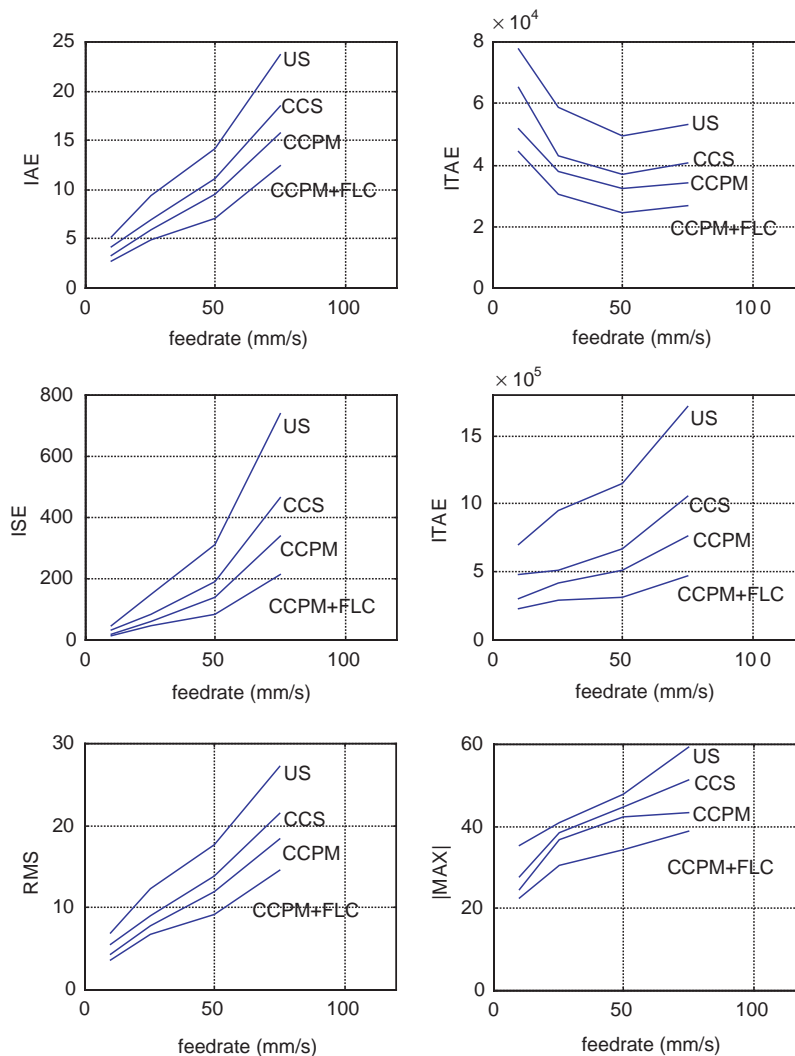 25
20
15
10
5
0
IAE
US
CCS
CCPM
CCPM+FLC
0 50 100
feedrate (mm/s)
× 10^4
8
6
4
2
0
ITAE
US
CCS
CCPM
CCPM+FLC
0 50 10 0
feedrate (mm/s)
800
600
400
200
0
ISE
US
CCS
CCPM
CCPM+FLC
0 50 100
feedrate (mm/s)
× 10^5
15
10
5
0
ITAE
US
CCS
CCPM
CCPM+FLC
0 50 10 0
feedrate (mm/s)
30
20
10
0
RMS
US
CCS
CCPM
CCPM+FLC
0 50 100
feedrate (mm/s)
60
40
20
0
|MAX|
US
CCS
CCPM
CCPM+FLC
0 50 100
feedrate (mm/s)